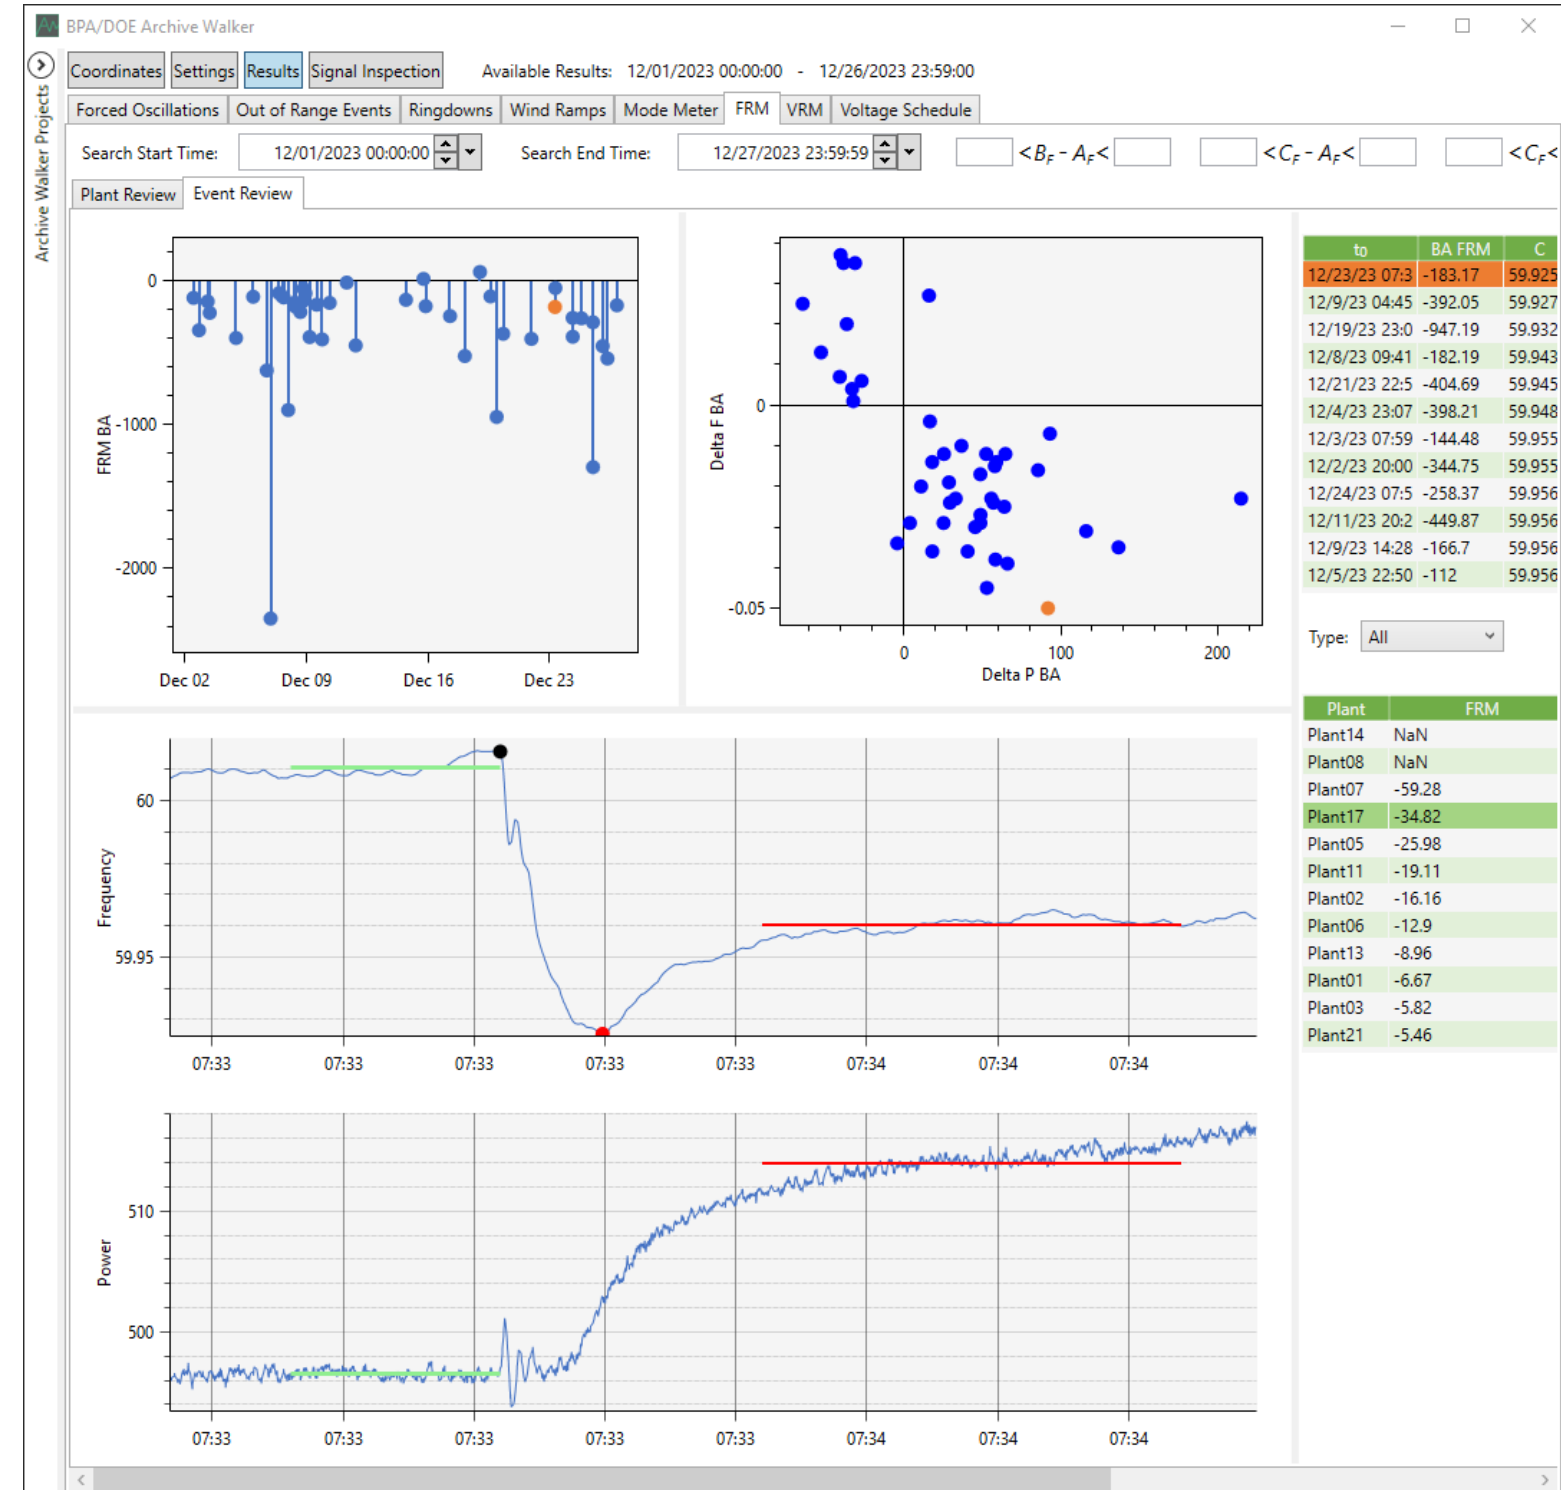 BPA/DOE Archive Walker
Archive Walker Projects
Coordinates Settings Results Signal Inspection Available Results: 12/01/2023 00:00:00 - 12/26/2023 23:59:00
Forced Oscillations Out of Range Events Ringdowns Wind Ramps Mode Meter FRM VRM Voltage Schedule
Search Start Time: 12/01/2023 00:00:00 Search End Time: 12/27/2023 23:59:59 <B_F - A_F< <C_F - A_F< <C_F<
Plant Review Event Review
FRM BA
0
-1000
-2000
Dec 02 Dec 09 Dec 16 Dec 23
Delta F BA
0
-0.05
0 100 200
Delta P BA
t0 BA FRM C
12/23/23 07:3 -183.17 59.925
12/9/23 04:45 -392.05 59.927
12/19/23 23:0 -947.19 59.932
12/8/23 09:41 -182.19 59.943
12/21/23 22:5 -404.69 59.945
12/4/23 23:07 -398.21 59.948
12/3/23 07:59 -144.48 59.955
12/2/23 20:00 -344.75 59.955
12/24/23 07:5 -258.37 59.956
12/11/23 20:2 -449.87 59.956
12/9/23 14:28 -166.7 59.956
12/5/23 22:50 -112 59.956
Type: All
Plant FRM
Plant14 NaN
Plant08 NaN
Plant07 -59.28
Plant17 -34.82
Plant05 -25.98
Plant11 -19.11
Plant02 -16.16
Plant06 -12.9
Plant13 -8.96
Plant01 -6.67
Plant03 -5.82
Plant21 -5.46
Frequency
60
59.95
07:33 07:33 07:33 07:33 07:33 07:34 07:34 07:34
Power
510
500
07:33 07:33 07:33 07:33 07:33 07:34 07:34 07:34